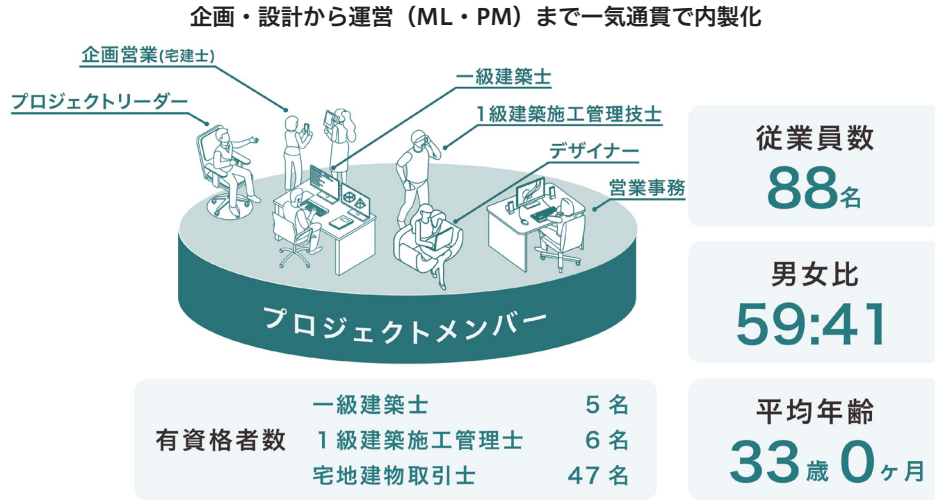 企画・設計から運営（ML・PM）まで一気通貫で内製化
企画営業(宅建士)
一級建築士
プロジェクトリーダー
1級建築施工管理技士
デザイナー
営業事務
プロジェクトメンバー
従業員数
88名
男女比
59:41
平均年齢
33歳0ヶ月
有資格者数
一級建築士 5名
1級建築施工管理士 6名
宅地建物取引士 47名